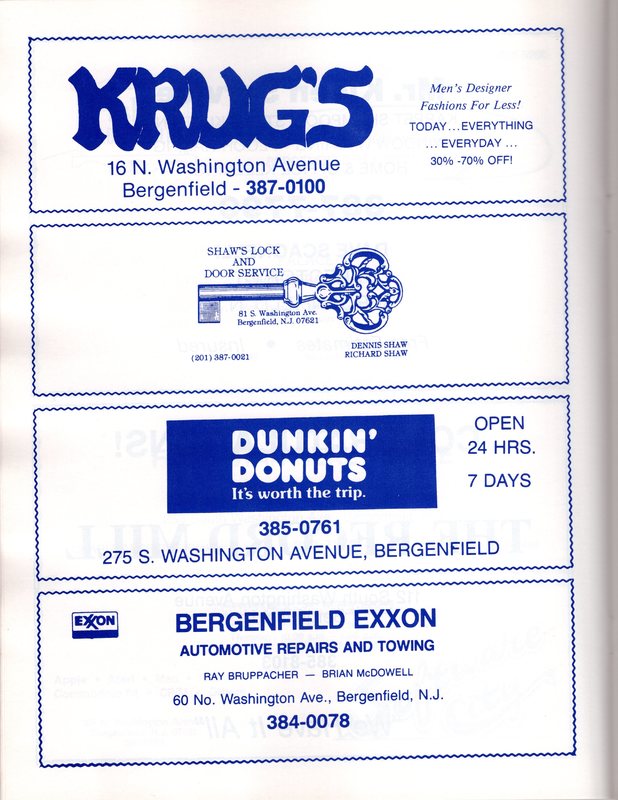 KRUG'S
16 N. Washington Avenue
Bergenfield - 387-0100
Men's Designer
Fashions For Less!
TODAY...EVERYTHING
... EVERYDAY ...
30% -70% OFF!
SHAW'S LOCK
AND
DOOR SERVICE
81 S. Washington Ave.
Bergenfield, N.J. 07621
(201) 387-0021
DENNIS SHAW
RICHARD SHAW
DUNKIN'
DONUTS
It's worth the trip.
OPEN
24 HRS.
7 DAYS
385-0761
275 S. WASHINGTON AVENUE, BERGENFIELD
EXXON
BERGENFIELD EXXON
AUTOMOTIVE REPAIRS AND TOWING
RAY BRUPPACHER — BRIAN McDOWELL
60 No. Washington Ave., Bergenfield, N.J.
384-0078